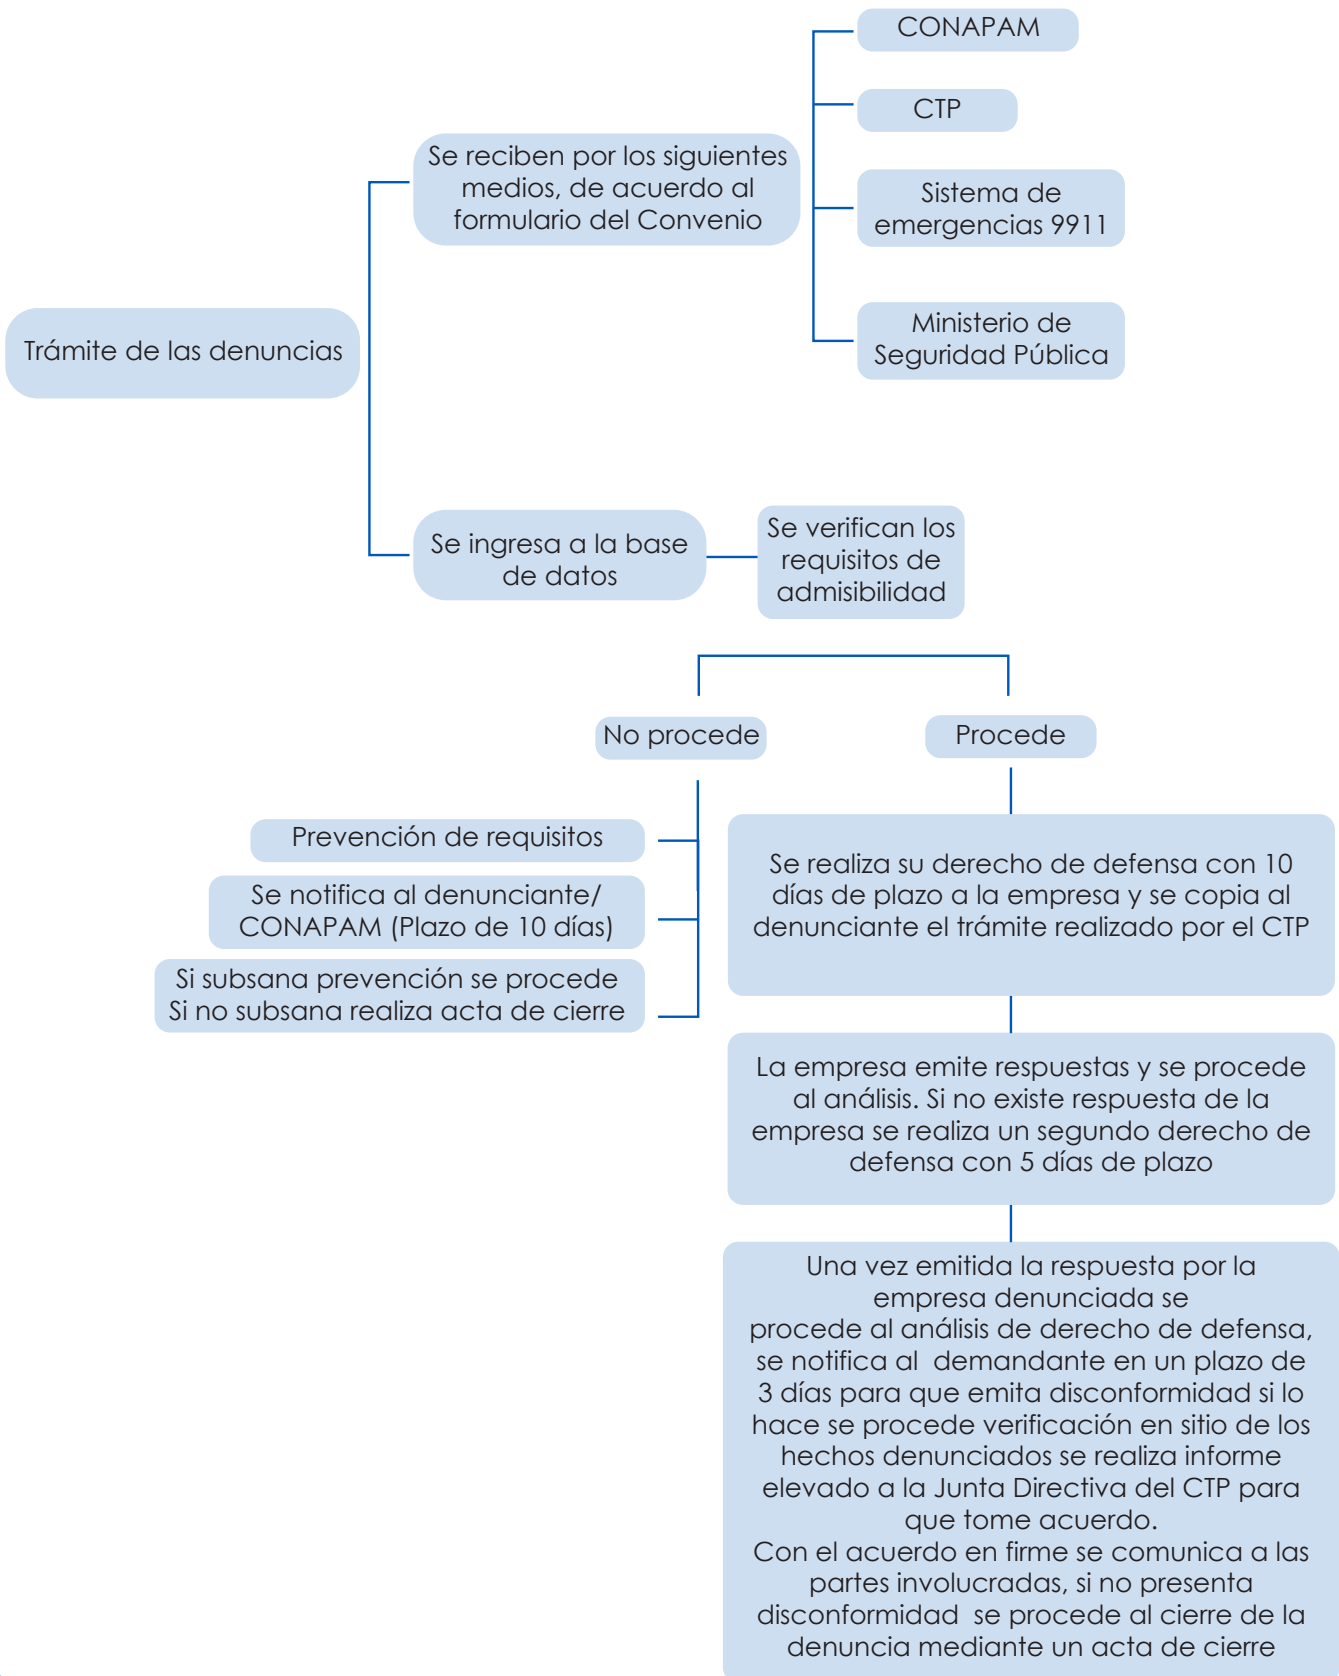 CONAPAM
CTP
Se reciben por los siguientes
medios, de acuerdo al
formulario del Convenio
Sistema de
emergencias 9911
Ministerio de
Seguridad Pública
Trámite de las denuncias
Se ingresa a la base
de datos
Se verifican los
requisitos de
admisibilidad
No procede
Procede
Prevención de requisitos
Se notifica al denunciante/
CONAPAM (Plazo de 10 días)
Si subsana prevención se procede
Si no subsana realiza acta de cierre
Se realiza su derecho de defensa con 10
días de plazo a la empresa y se copia al
denunciante el trámite realizado por el CTP
La empresa emite respuestas y se procede
al análisis. Si no existe respuesta de la
empresa se realiza un segundo derecho de
defensa con 5 días de plazo
Una vez emitida la respuesta por la
empresa denunciada se
procede al análisis de derecho de defensa,
se notifica al demandante en un plazo de
3 días para que emita disconformidad si lo
hace se procede verificación en sitio de los
hechos denunciados se realiza informe
elevado a la Junta Directiva del CTP para
que tome acuerdo.
Con el acuerdo en firme se comunica a las
partes involucradas, si no presenta
disconformidad se procede al cierre de la
denuncia mediante un acta de cierre